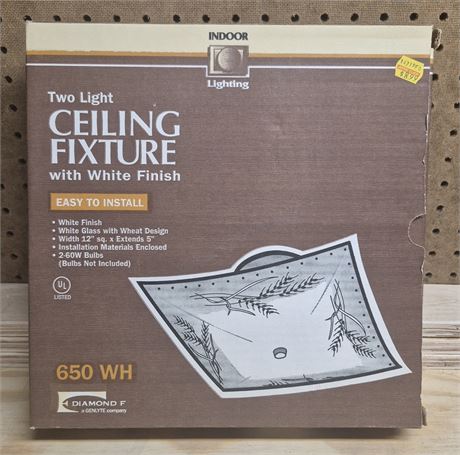 INDOOR
Lighting
Two Light
CEILING
FIXTURE
with White Finish
EASY TO INSTALL
• White Finish
• White Glass with Wheat Design
• Width 12" sq. x Extends 5"
• Installation Materials Enclosed
• 2-60W Bulbs
(Bulbs Not Included)
UL
LISTED
650 WH
DIAMOND F
a GENLYTE company